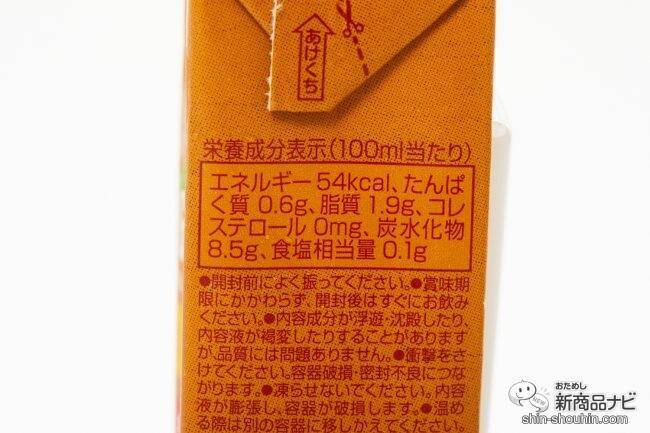 あけくち
栄養成分表示(100ml当たり)
エネルギー54kcal、たんぱ
く質 0.6g、脂質 1.9g、コレ
ステロール 0mg、炭水化物
8.5g、食塩相当量 0.1g
●開封前によく振ってください。●賞味期
限にかかわらず、開封後はすぐにお飲み
ください。●内容成分が浮遊・沈殿したり、
内容液が褐変したりすることがあります
が、品質には問題ありません。●衝撃をさ
けてください。容器破損・密封不良につな
がります。●凍らせないでください。内容
液が膨張し、容器が破損します。●温め
る際は別の容器に移しかえてください。
おためし
新商品ナビ
shin-shouhin.com